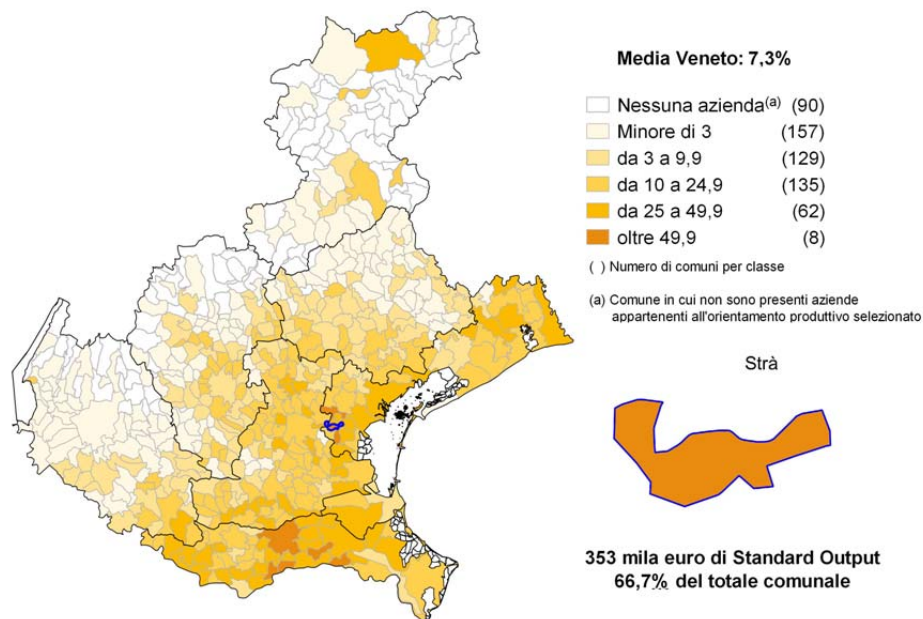 Media Veneto: 7,3%
Nessuna azienda(a) (90)
Minore di 3 (157)
da 3 a 9,9 (129)
da 10 a 24,9 (135)
da 25 a 49,9 (62)
oltre 49,9 (8)
( ) Numero di comuni per classe
(a) Comune in cui non sono presenti aziende
appartenenti all'orientamento produttivo selezionato
Strà
353 mila euro di Standard Output
66,7% del totale comunale